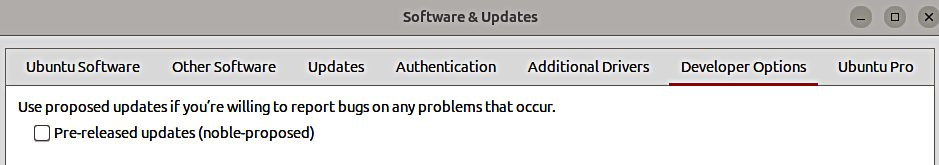 Software & Updates
Ubuntu Software Other Software Updates Authentication Additional Drivers Developer Options Ubuntu Pro
Use proposed updates if you're willing to report bugs on any problems that occur.
Pre-released updates (noble-proposed)